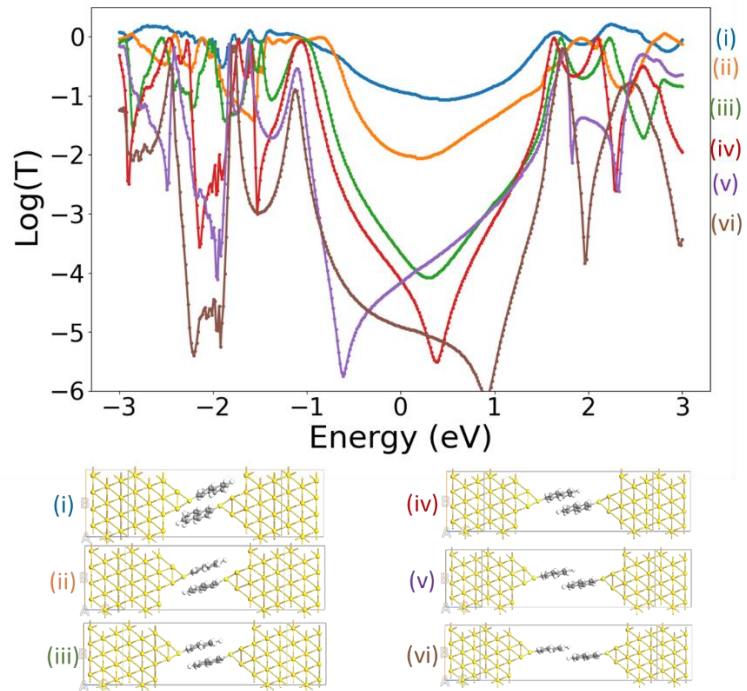 0
−1
−2
−3
−4
−5
−6
Log(T)
−3 −2 −1 0 1 2 3
Energy (eV)
(i)
(ii)
(iii)
(iv)
(v)
(vi)
(i) B A
(iv) B A
(ii) B
(v) B
(iii) B A
(vi) B A